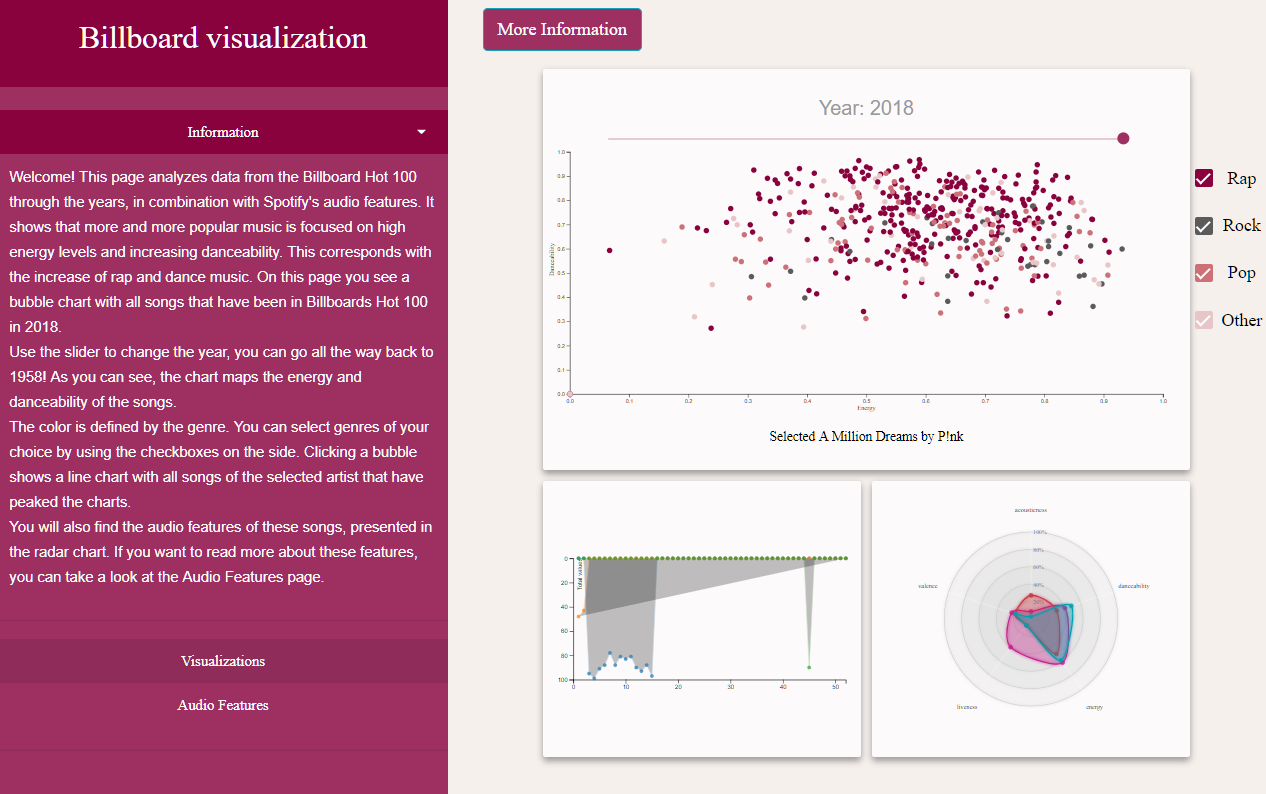 Billboard visualization
Information
Welcome! This page analyzes data from the Billboard Hot 100
through the years, in combination with Spotify's audio features. It
shows that more and more popular music is focused on high
energy levels and increasing danceability. This corresponds with
the increase of rap and dance music. On this page you see a
bubble chart with all songs that have been in Billboards Hot 100
in 2018.
Use the slider to change the year, you can go all the way back to
1958! As you can see, the chart maps the energy and
danceability of the songs.
The color is defined by the genre. You can select genres of your
choice by using the checkboxes on the side. Clicking a bubble
shows a line chart with all songs of the selected artist that have
peaked the charts.
You will also find the audio features of these songs, presented in
the radar chart. If you want to read more about these features,
you can take a look at the Audio Features page.
Visualizations
Audio Features
More Information
Year: 2018
1.0
0.9
0.8
0.7
0.6
0.5
0.4
0.3
0.2
0.1
0.0
Danceability
0.0 0.1 0.2 0.3 0.4 0.5 0.6 0.7 0.8 0.9 1.0
Energy
Selected A Million Dreams by P!nk
Rap
Rock
Pop
Other
0
20
40
60
80
100
Total value
0 10 20 30 40 50
acousticness
100%
80%
60%
40%
20%
valence
danceability
liveness
energy